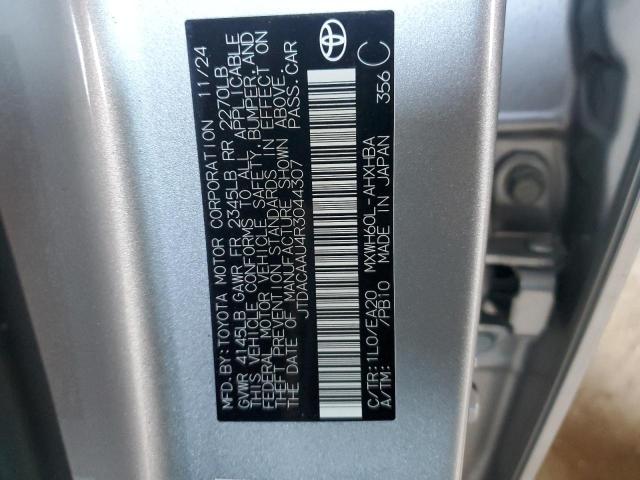 MFD.BY:TOYOTA MOTOR CORPORATION 11/24
GVWR 4145LB GAWR FR 2345LB RR 2270LB
THIS VEHICLE CONFORMS TO ALL APPLICABLE
FEDERAL MOTOR VEHICLE SAFETY, BUMPER, AND
THEFT PREVENTION STANDARDS IN EFFECT ON
THE DATE OF MANUFACTURE SHOWN ABOVE.
JTDACAAU4R3044307 PASS.CAR
C/TR:1L0/EA20 MXWH60L-AHXHBA 356 C
A/TM: /PB10 MADE IN JAPAN